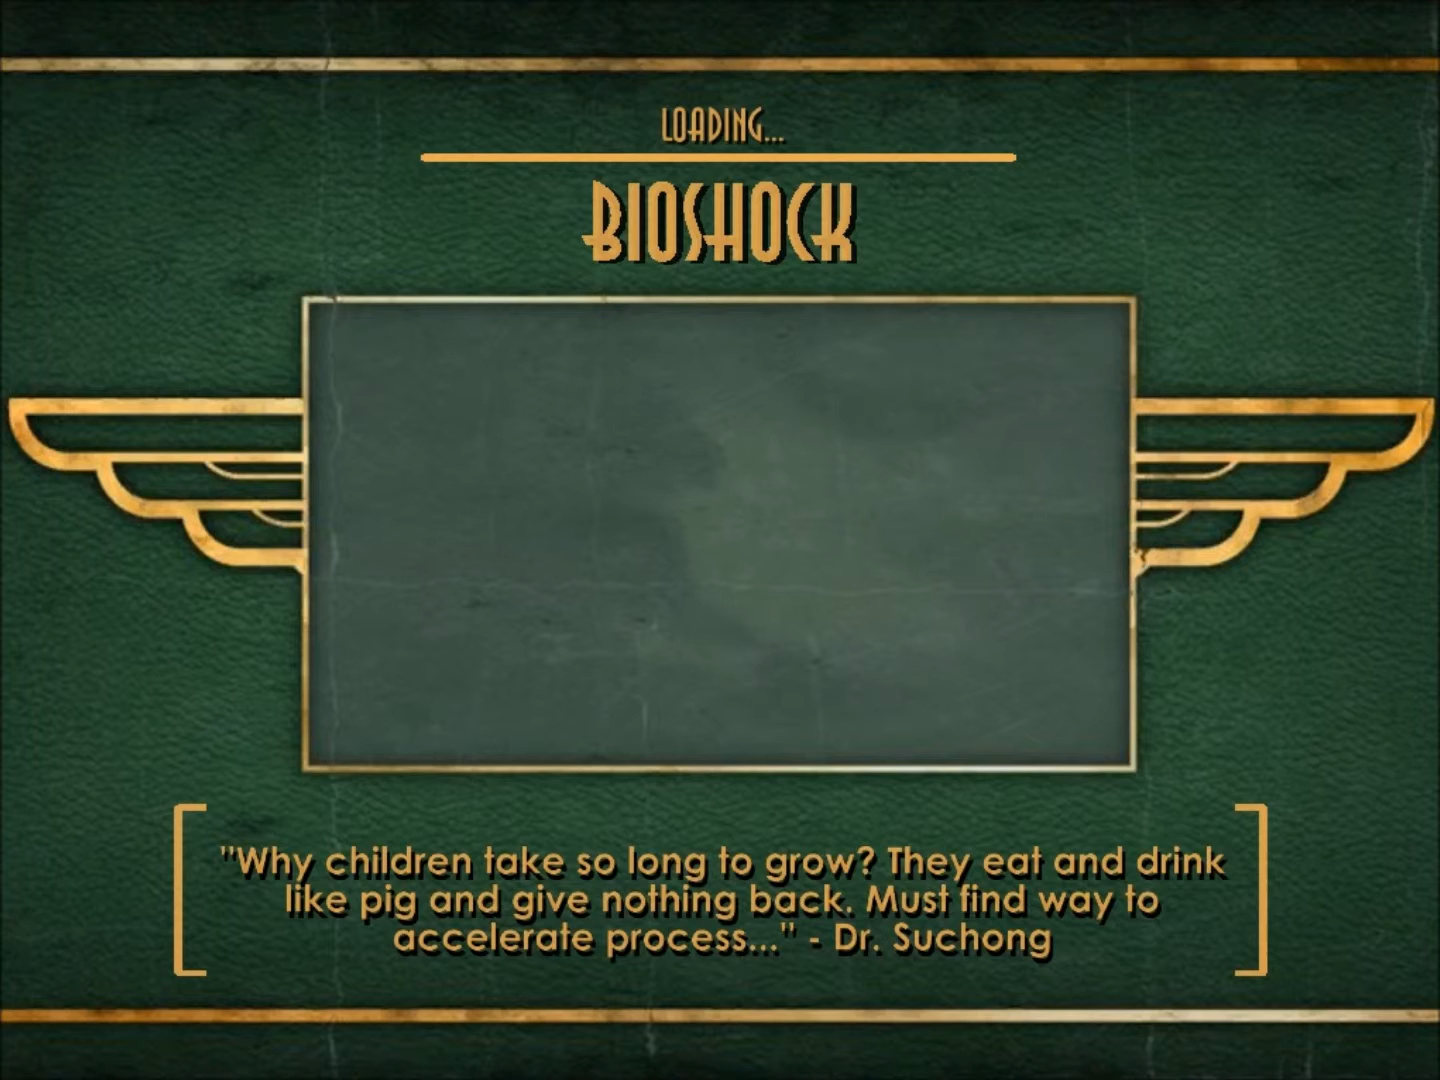 LOADING...
BIOSHOCK
"Why children take so long to grow? They eat and drink
like pig and give nothing back. Must find way to
accelerate process..." - Dr. Suchong